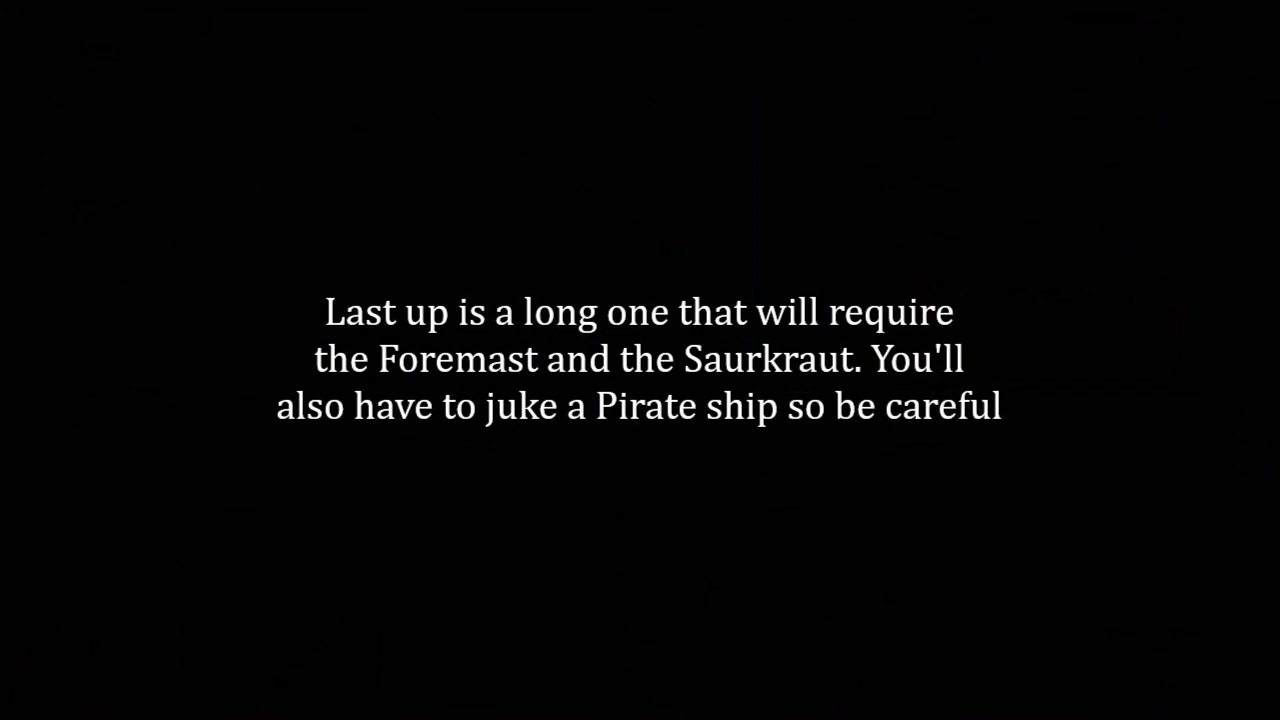 Last up is a long one that will require
the Foremast and the Saurkraut. You'll
also have to juke a Pirate ship so be careful